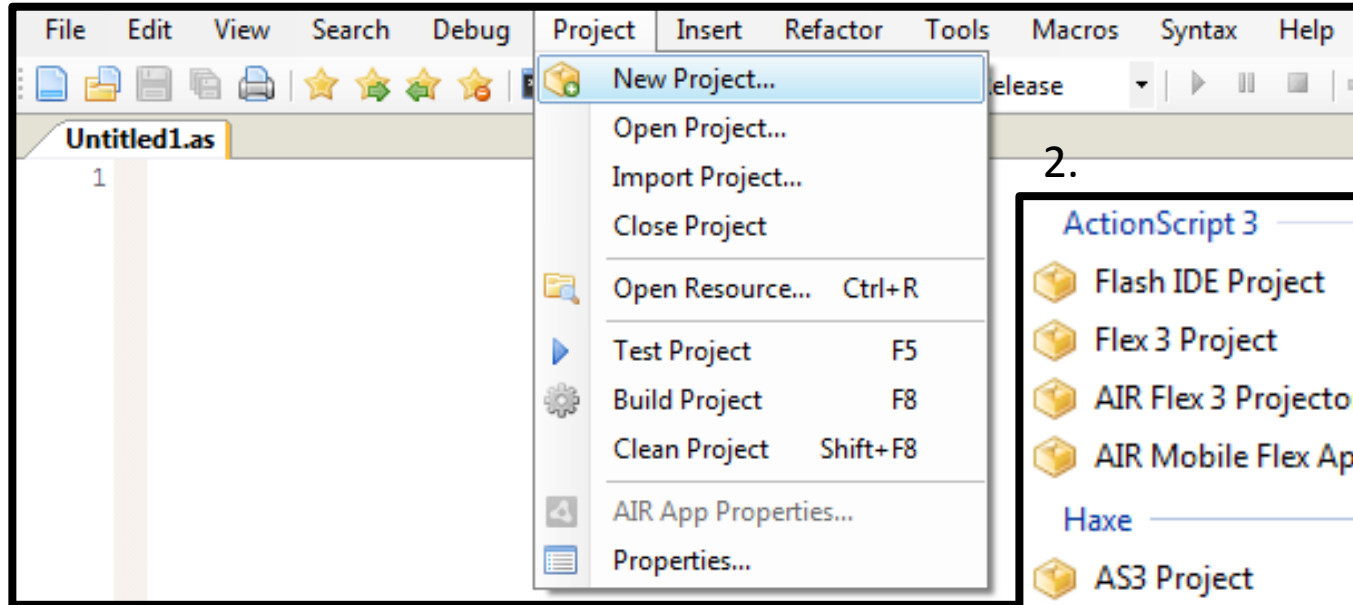 File Edit View Search Debug Project Insert Refactor Tools Macros Syntax Help
New Project...
elease
Untitled1.as
Open Project...
1
Import Project...
Close Project
Open Resource... Ctrl+R
Test Project F5
Build Project F8
Clean Project Shift+F8
AIR App Properties...
Properties...
2.
ActionScript 3
Flash IDE Project
Flex 3 Project
AIR Flex 3 Projecto
AIR Mobile Flex Ap
Haxe
AS3 Project